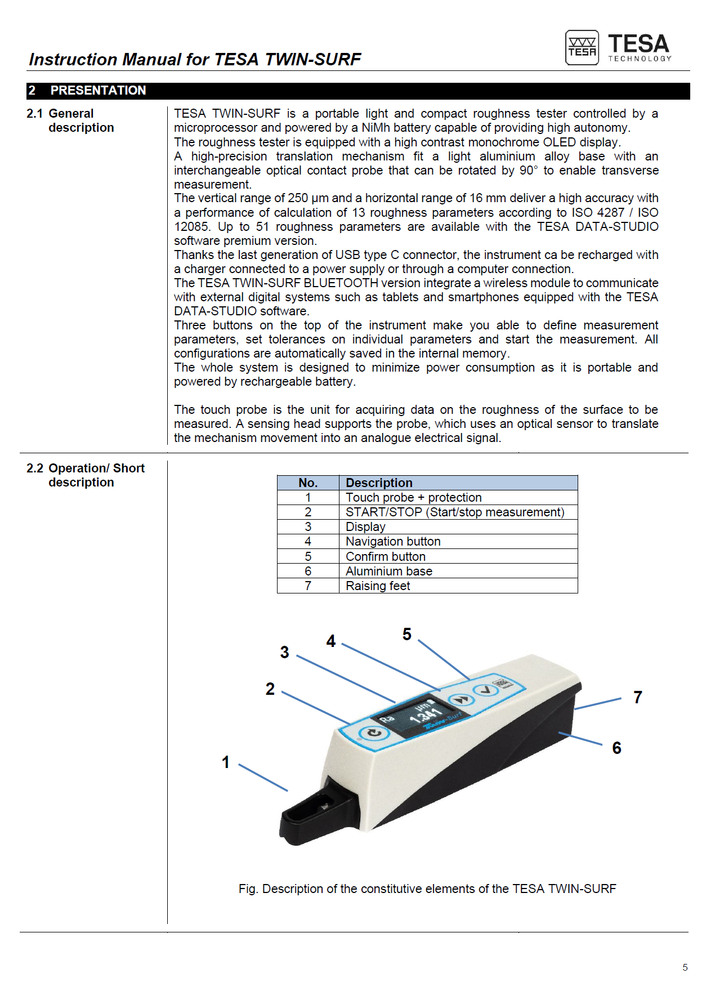 Instruction Manual for TESA TWIN-SURF
TESA
TESA
TECHNOLOGY
2 PRESENTATION
2.1 General
description
TESA TWIN-SURF is a portable light and compact roughness tester controlled by a
microprocessor and powered by a NiMh battery capable of providing high autonomy.
The roughness tester is equipped with a high contrast monochrome OLED display.
A high-precision translation mechanism fit a light aluminium alloy base with an
interchangeable optical contact probe that can be rotated by 90° to enable transverse
measurement.
The vertical range of 250 µm and a horizontal range of 16 mm deliver a high accuracy with
a performance of calculation of 13 roughness parameters according to ISO 4287 / ISO
12085. Up to 51 roughness parameters are available with the TESA DATA-STUDIO
software premium version.
Thanks the last generation of USB type C connector, the instrument ca be recharged with
a charger connected to a power supply or through a computer connection.
The TESA TWIN-SURF BLUETOOTH version integrate a wireless module to communicate
with external digital systems such as tablets and smartphones equipped with the TESA
DATA-STUDIO software.
Three buttons on the top of the instrument make you able to define measurement
parameters, set tolerances on individual parameters and start the measurement. All
configurations are automatically saved in the internal memory.
The whole system is designed to minimize power consumption as it is portable and
powered by rechargeable battery.
The touch probe is the unit for acquiring data on the roughness of the surface to be
measured. A sensing head supports the probe, which uses an optical sensor to translate
the mechanism movement into an analogue electrical signal.
2.2 Operation/ Short
description
No. Description
1 Touch probe + protection
2 START/STOP (Start/stop measurement)
3 Display
4 Navigation button
5 Confirm button
6 Aluminium base
7 Raising feet
5
4
3
2
7
6
1
Ra
µm
1.341
Twin-Surf
Fig. Description of the constitutive elements of the TESA TWIN-SURF
5